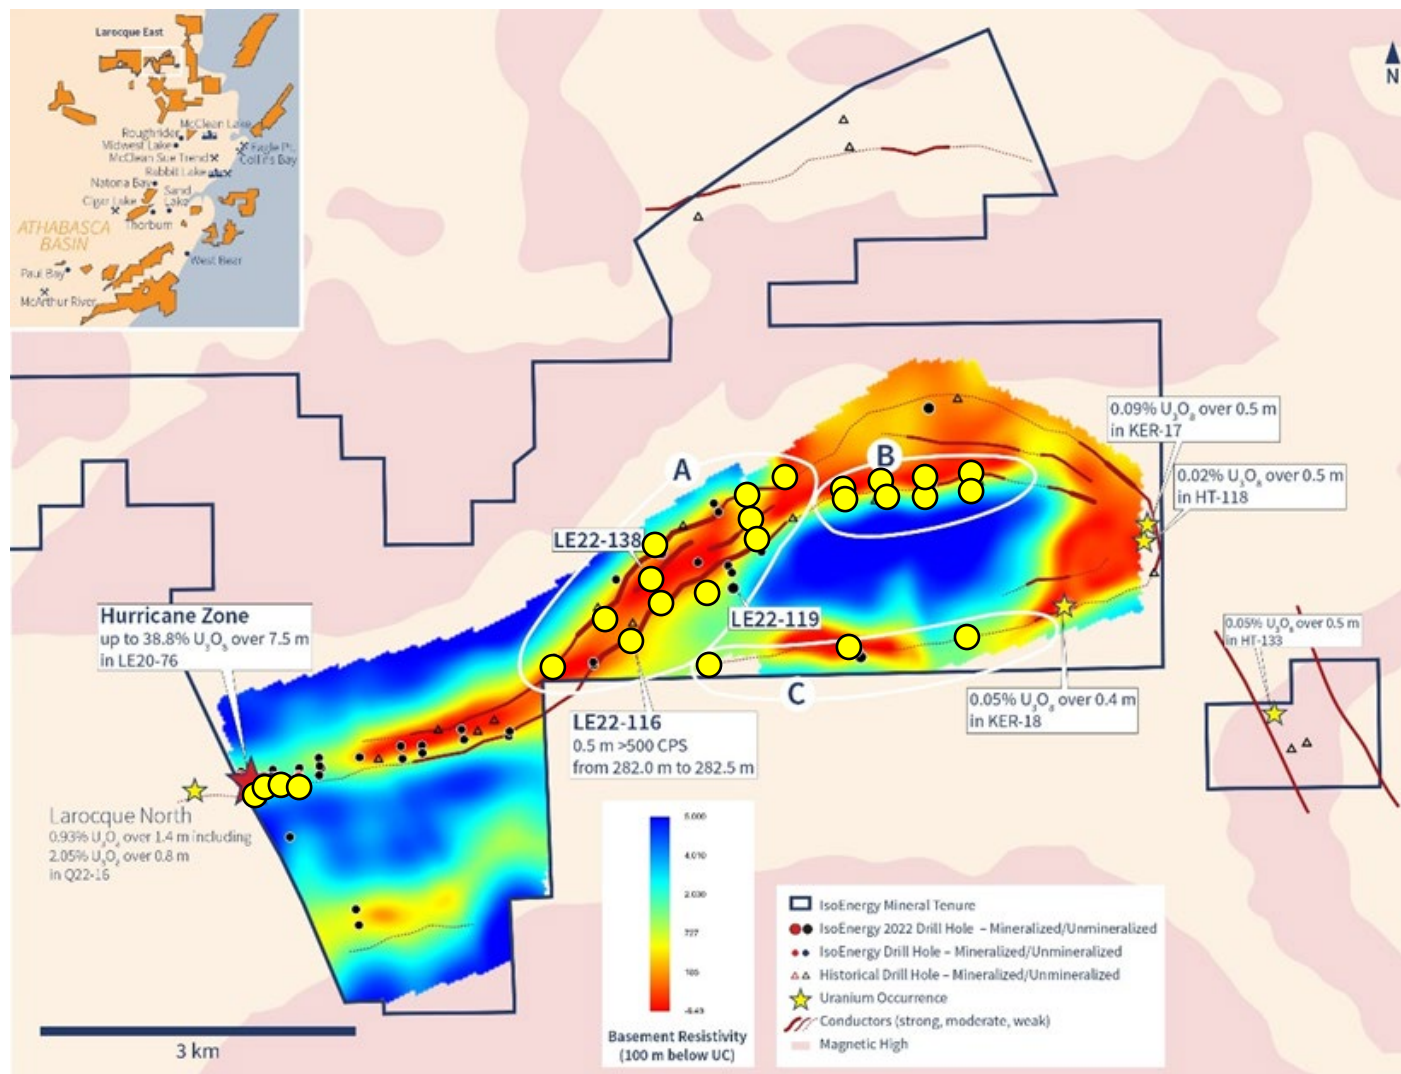 Larocque East
McClean Lake
Roughrider
Midwest Lake
Eagle Pt.
McClean Sue Trend
Collins Bay
Rabbit Lake
Natona Bay
Sand
Lake
Cigar Lake
Thorburn
ATHABASCA
BASIN
West Bear
Paul Bay
McArthur River
N
0.09% U₃O₈ over 0.5 m
in KER-17
0.02% U₃O₈ over 0.5 m
in HT-118
A
B
LE22-138
LE22-119
Hurricane Zone
up to 38.8% U₃O₈ over 7.5 m
in LE20-76
0.05% U₃O₈ over 0.5 m
in HT-133
C
0.05% U₃O₈ over 0.4 m
in KER-18
LE22-116
0.5 m >500 CPS
from 282.0 m to 282.5 m
Larocque North
0.93% U₃O₈ over 1.4 m including
2.05% U₃O₈ over 0.8 m
in Q22-16
5.000
4,010
2.000
727
Basement Resistivity
(100 m below UC)
IsoEnergy Mineral Tenure
IsoEnergy 2022 Drill Hole – Mineralized/Unmineralized
IsoEnergy Drill Hole – Mineralized/Unmineralized
Historical Drill Hole – Mineralized/Unmineralized
Uranium Occurrence
Conductors (strong, moderate, weak)
Magnetic High
3 km